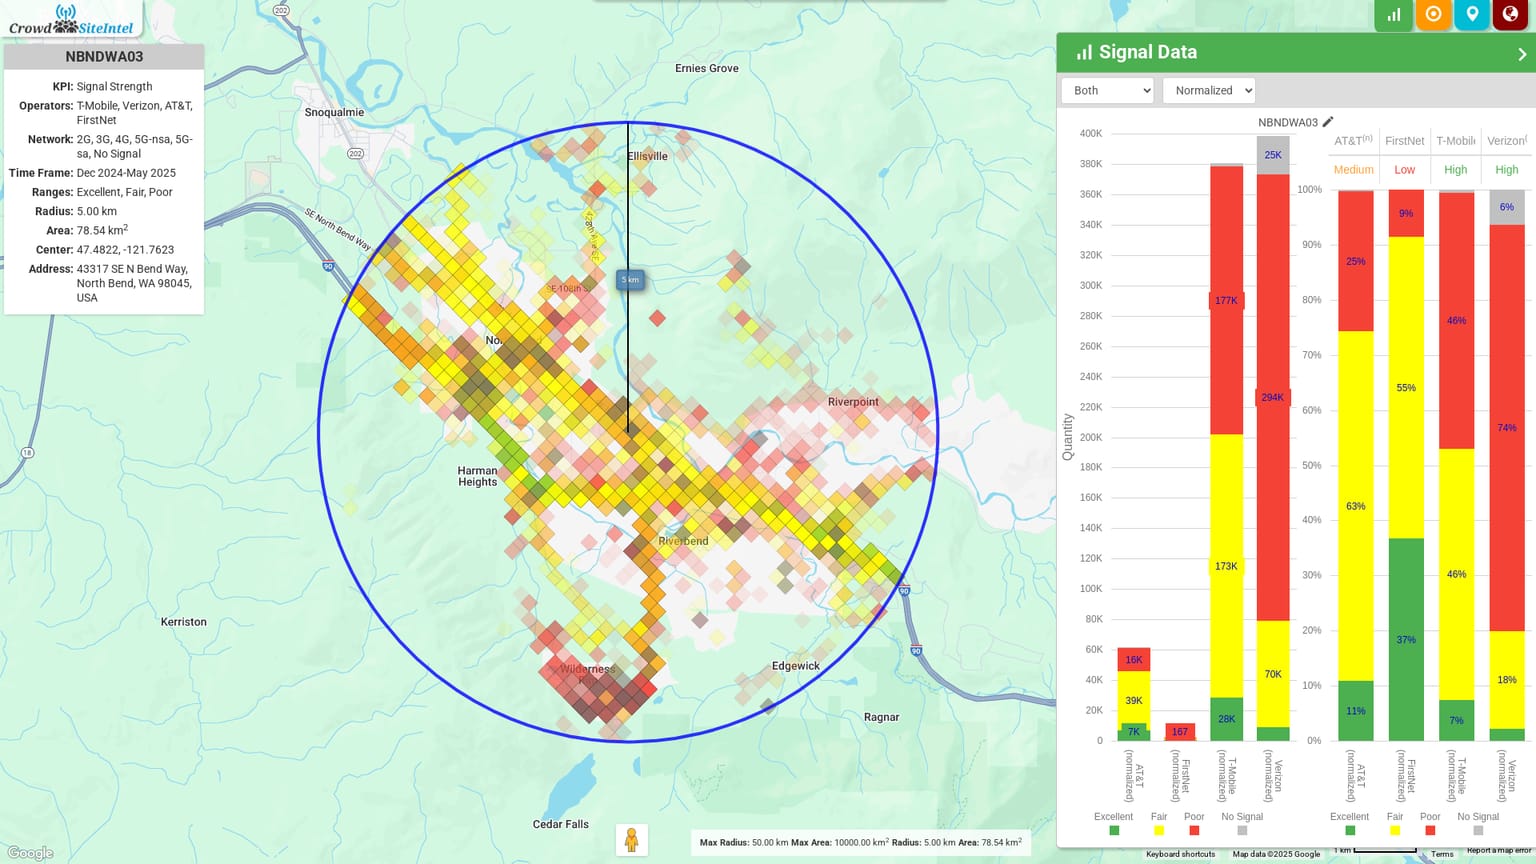 Crowd SiteIntel
NBNDWA03
KPI: Signal Strength
Operators: T-Mobile, Verizon, AT&T,
FirstNet
Network: 2G, 3G, 4G, 5G-nsa, 5G-
sa, No Signal
Time Frame: Dec 2024-May 2025
Ranges: Excellent, Fair, Poor
Radius: 5.00 km
Area: 78.54 km²
Center: 47.4822, -121.7623
Address: 43317 SE N Bend Way,
North Bend, WA 98045,
USA
202
Ernies Grove
Snoqualmie
202
Ellisville
SE North Bend Way
90
428th Ave SE
5 km
SE 108th St
Riverpoint
18
Harman
Heights
Riverbend
90
Kerriston
90
Wilderness
Edgewick
Ragnar
Cedar Falls
Google
Max Radius: 50.00 km Max Area: 10000.00 km² Radius: 5.00 km Area: 78.54 km²
Signal Data
Both
Normalized
NBNDWA03
400K
380K
360K
340K
320K
300K
280K
260K
240K
220K
200K
180K
160K
140K
120K
100K
80K
60K
40K
20K
0
Quantity
16K
39K
7K
167
177K
173K
28K
25K
294K
70K
AT&T
(normalized)
FirstNet
(normalized)
T-Mobile
(normalized)
Verizon
(normalized)
Excellent Fair Poor No Signal
AT&T(n) FirstNet T-Mobile Verizon(
Medium Low High High
100%
90%
80%
70%
60%
50%
40%
30%
20%
10%
0%
25%
63%
11%
9%
55%
37%
46%
46%
7%
6%
74%
18%
AT&T
(normalized)
FirstNet
(normalized)
T-Mobile
(normalized)
Verizon
(normalized)
Excellent Fair Poor No Signal
Keyboard shortcuts Map data ©2025 Google 1 km Terms Report a map error